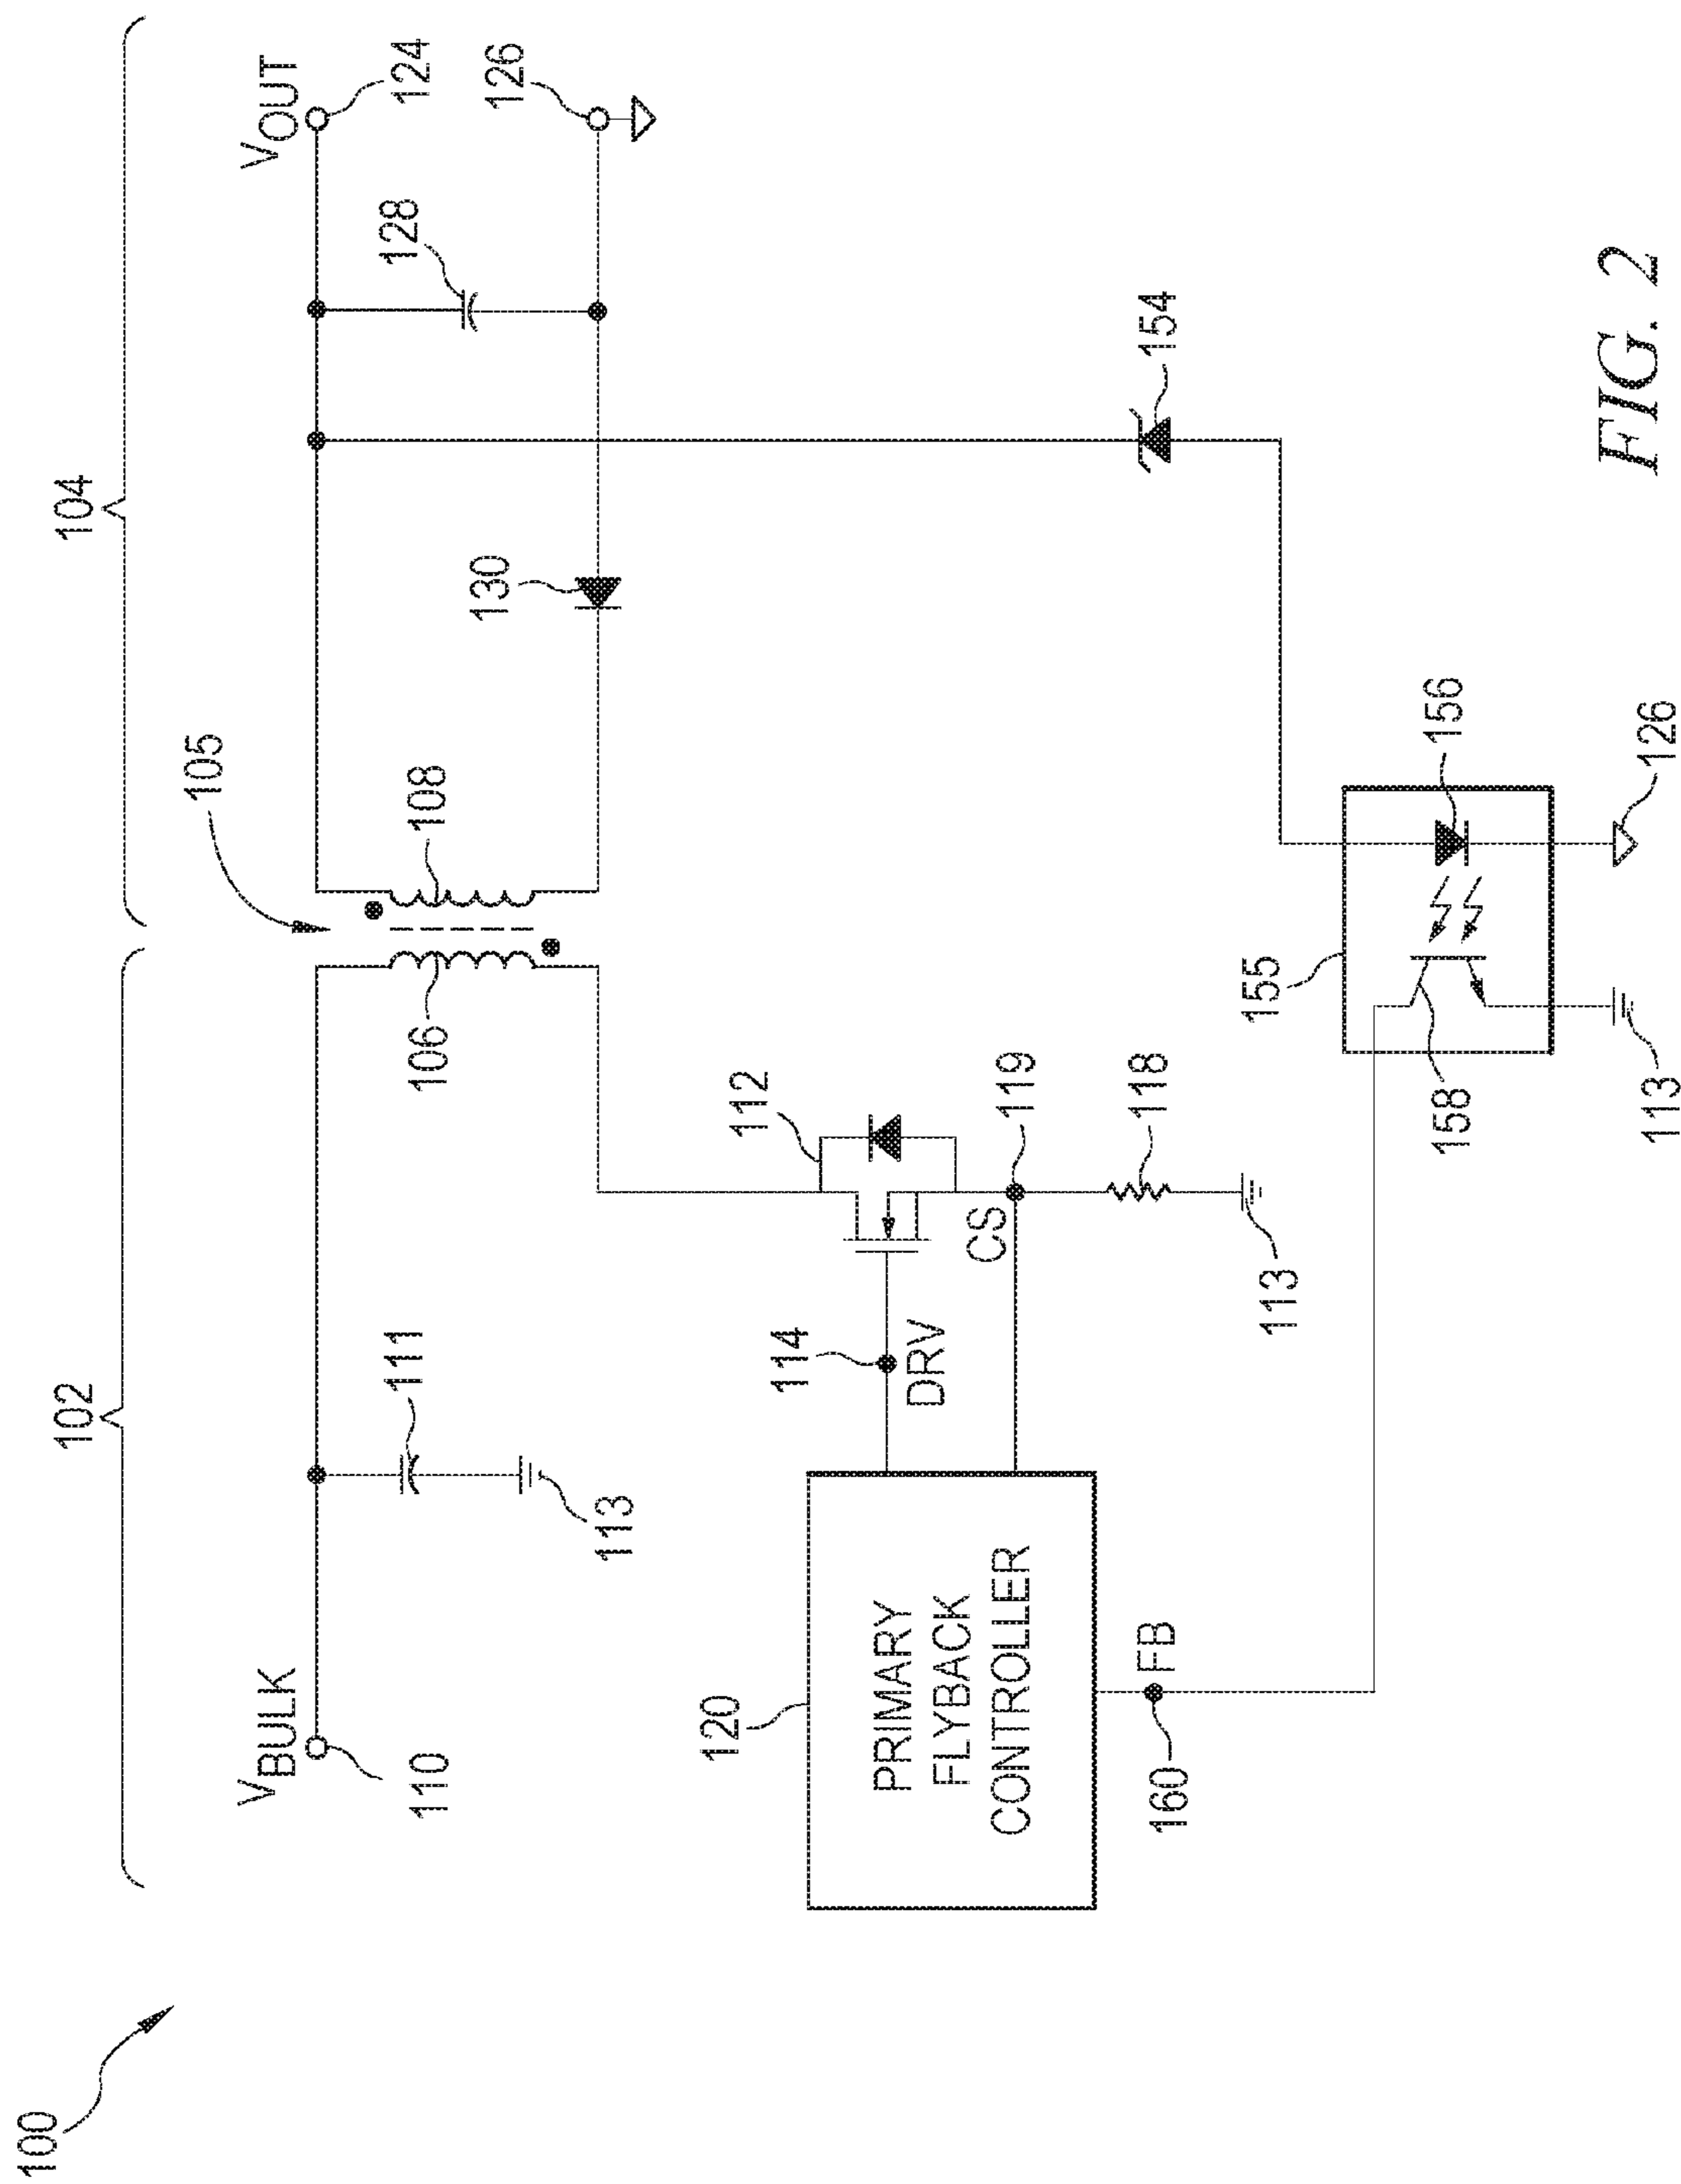 100
102
104
V_BULK
110
111
113
105
106
108
V_OUT
124
128
126
130
112
120
PRIMARY
FLYBACK
CONTROLLER
114
DRV
CS
119
118
113
154
160
FB
155
158
156
113
126
FIG. 2